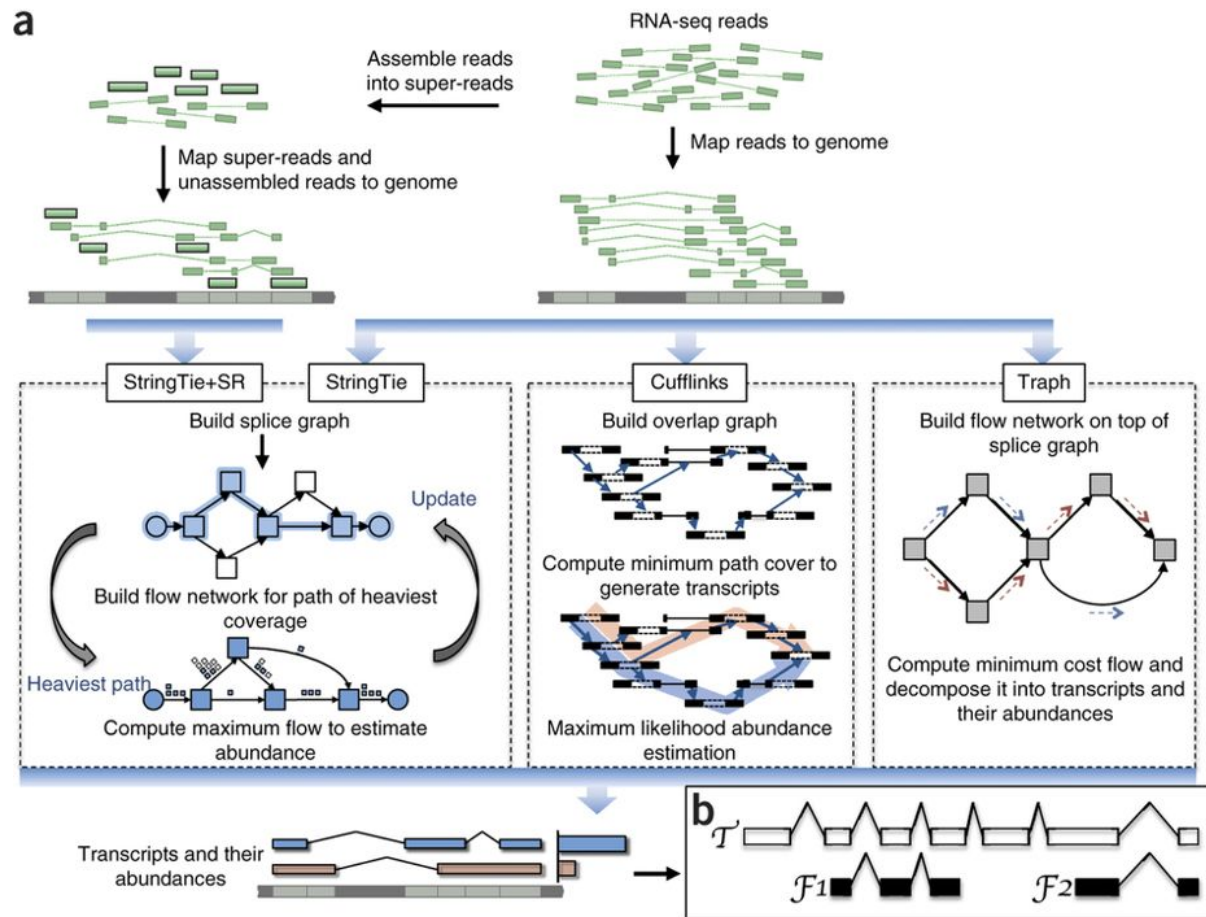 a
RNA-seq reads
Assemble reads
into super-reads
Map super-reads and
unassembled reads to genome
Map reads to genome
StringTie+SR
StringTie
Cufflinks
Traph
Build splice graph
Update
Build flow network for path of heaviest
coverage
Heaviest path
Compute maximum flow to estimate
abundance
Build overlap graph
Compute minimum path cover to
generate transcripts
Maximum likelihood abundance
estimation
Build flow network on top of
splice graph
Compute minimum cost flow and
decompose it into transcripts and
their abundances
Transcripts and their
abundances
b
T
F1
F2